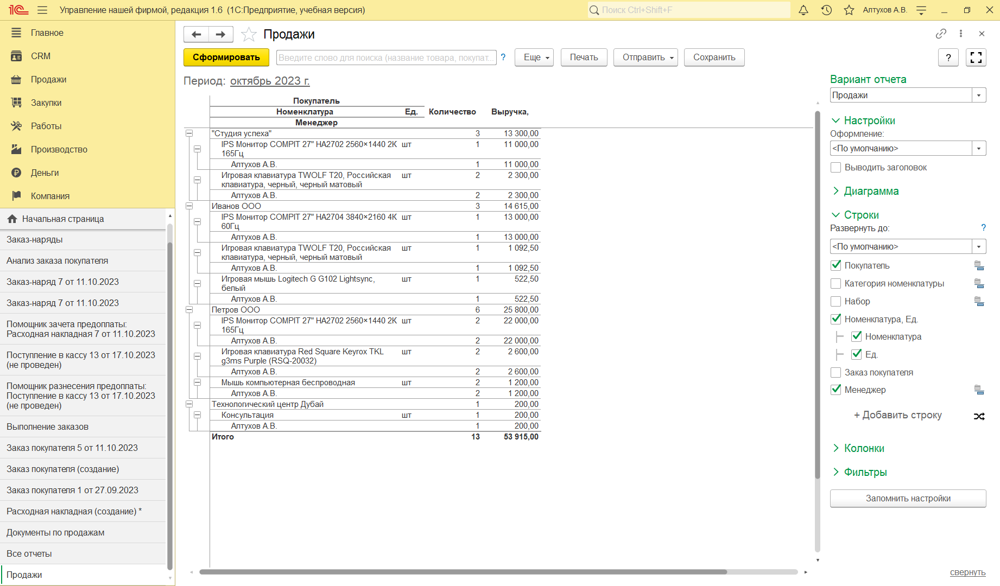 1С Управление нашей фирмой, редакция 1.6 (1С:Предприятие, учебная версия)
Поиск Ctrl+Shift+F
Алтухов А.В.
Главное
CRM
Продажи
Закупки
Работы
Производство
Деньги
Компания
Начальная страница
Заказ-наряды
Анализ заказа покупателя
Заказ-наряд 7 от 11.10.2023
Заказ-наряд 7 от 11.10.2023
Помощник зачета предоплаты:
Расходная накладная 7 от 11.10.2023
Поступление в кассу 13 от 17.10.2023
(не проведен)
Помощник разнесения предоплаты:
Поступление в кассу 13 от 17.10.2023
(не проведен)
Выполнение заказов
Заказ покупателя 5 от 11.10.2023
Заказ покупателя (создание)
Заказ покупателя 1 от 27.09.2023
Расходная накладная (создание) *
Документы по продажам
Все отчеты
Продажи
Продажи
Сформировать
Введите слово для поиска (название товара, покупат... ?
Еще
Печать
Отправить
Сохранить
?
Период: октябрь 2023 г.
Покупатель
Номенклатура Ед. Количество Выручка,
Менеджер
"Студия успеха" 3 13 300,00
IPS Монитор COMPIT 27" HA2702 2560×1440 2К шт 1 11 000,00
165Гц
Алтухов А.В. 1 11 000,00
Игровая клавиатура TWOLF T20, Российская шт 2 2 300,00
клавиатура, черный, черный матовый
Алтухов А.В. 2 2 300,00
Иванов ООО 3 14 615,00
IPS Монитор COMPIT 27" HA2704 3840×2160 4К шт 1 13 000,00
60Гц
Алтухов А.В. 1 13 000,00
Игровая клавиатура TWOLF T20, Российская шт 1 1 092,50
клавиатура, черный, черный матовый
Алтухов А.В. 1 1 092,50
Игровая мышь Logitech G G102 Lightsync, шт 1 522,50
белый
Алтухов А.В. 1 522,50
Петров ООО 6 25 800,00
IPS Монитор COMPIT 27" HA2702 2560×1440 2К шт 2 22 000,00
165Гц
Алтухов А.В. 2 22 000,00
Игровая клавиатура Red Square Keyrox TKL шт 2 2 600,00
g3ms Purple (RSQ-20032)
Алтухов А.В. 2 2 600,00
Мышь компьютерная беспроводная шт 2 1 200,00
Алтухов А.В. 2 1 200,00
Технологический центр Дубай 1 200,00
Консультация шт 1 200,00
Алтухов А.В. 1 200,00
Итого 13 53 915,00
Вариант отчета
Продажи
Настройки
Оформление:
<По умолчанию>
Выводить заголовок
Диаграмма
Строки
Развернуть до: ?
<По умолчанию>
Покупатель
Категория номенклатуры
Набор
Номенклатура, Ед.
Номенклатура
Ед.
Заказ покупателя
Менеджер
+ Добавить строку
Колонки
Фильтры
Запомнить настройки
свернуть